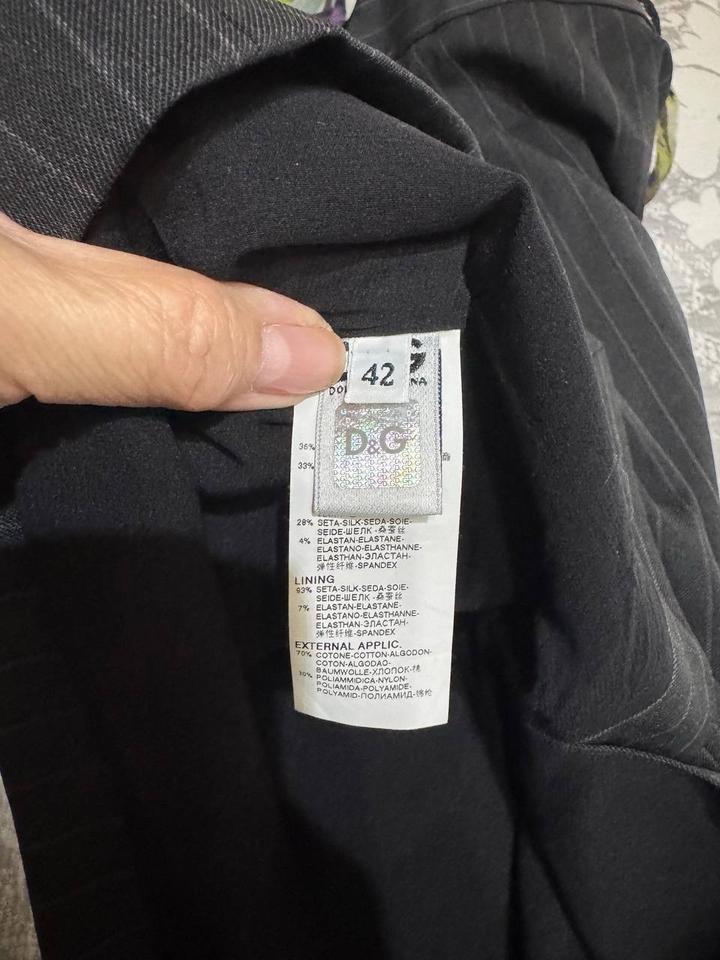 42
D&G
36%
33%
28% SETA-SILK-SEDA-SOIE-
SEIDE-ШЕЛК-桑蚕丝
4% ELASTAN-ELASTANE-
ELASTANO-ELASTHANNE-
ELASTHAN-ЭЛАСТАН-
弹性纤维-SPANDEX
LINING
93% SETA-SILK-SEDA-SOIE-
SEIDE-ШЕЛК-桑蚕丝
7% ELASTAN-ELASTANE-
ELASTANO-ELASTHANNE-
ELASTHAN-ЭЛАСТАН-
弹性纤维-SPANDEX
EXTERNAL APPLIC.
70% COTONE-COTTON-ALGODON-
COTON-ALGODAO-
BAUMWOLLE-ХЛОПОК-棉
30% POLIAMMIDICA-NYLON-
POLIAMIDA-POLYAMIDE-
POLYAMID-ПОЛИАМИД-锦纶